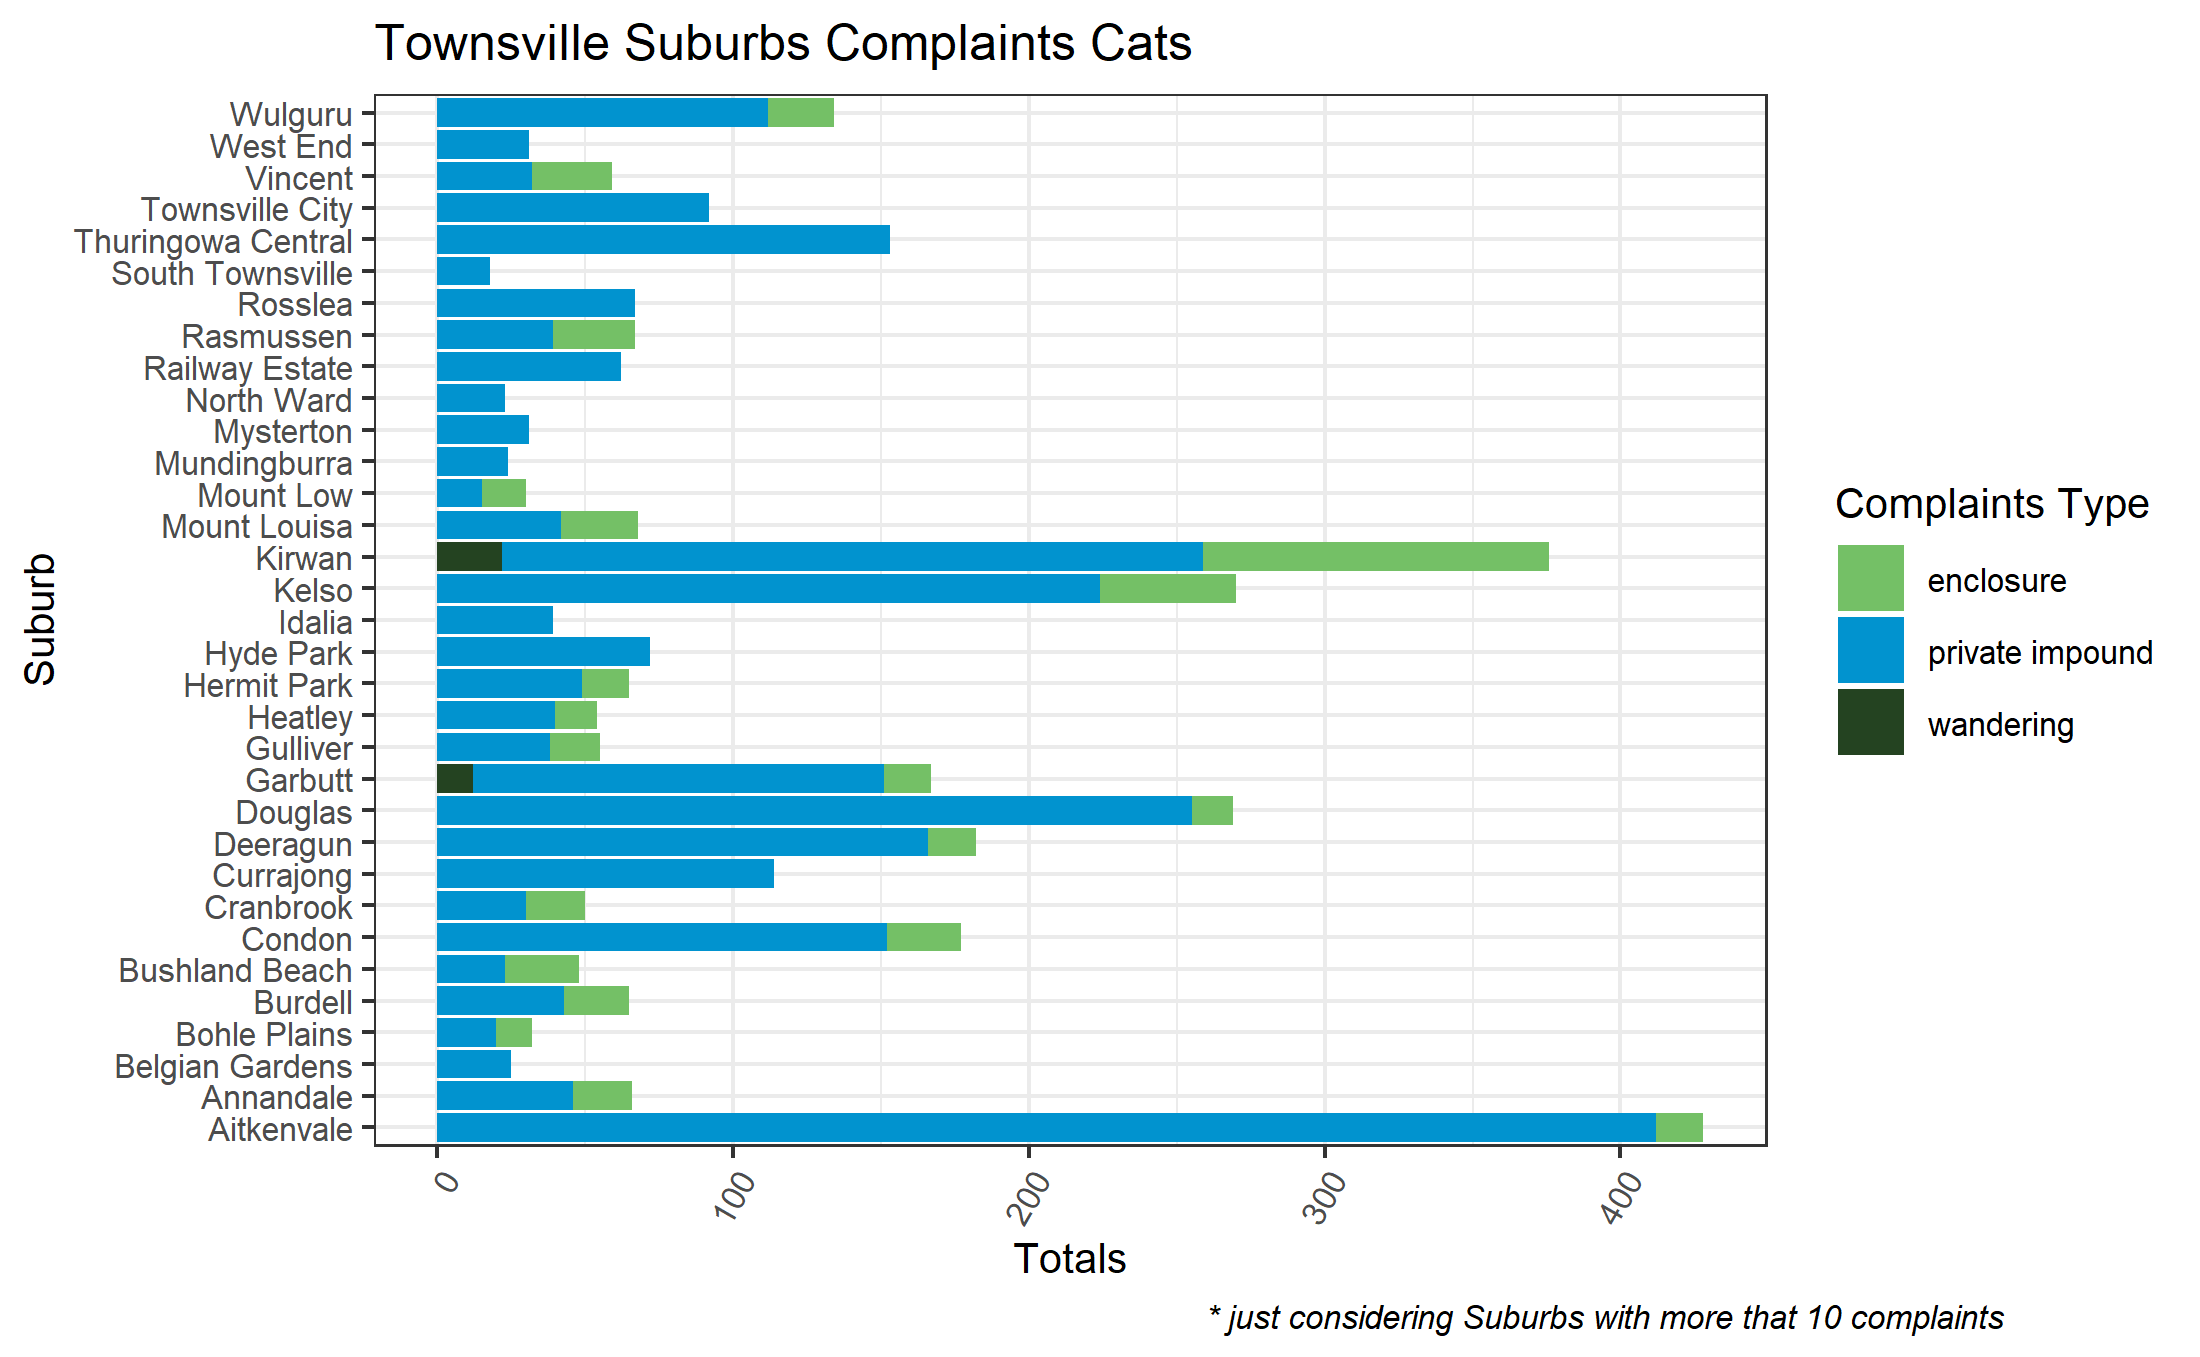 Townsville Suburbs Complaints Cats
Wulguru
West End
Vincent
Townsville City
Thuringowa Central
South Townsville
Rosslea
Rasmussen
Railway Estate
North Ward
Mysterton
Mundingburra
Mount Low
Mount Louisa
Kirwan
Kelso
Idalia
Hyde Park
Hermit Park
Heatley
Gulliver
Garbutt
Douglas
Deeragun
Currajong
Cranbrook
Condon
Bushland Beach
Burdell
Bohle Plains
Belgian Gardens
Annandale
Aitkenvale
Suburb
0 100 200 300 400
Totals
Complaints Type
enclosure
private impound
wandering
* just considering Suburbs with more that 10 complaints